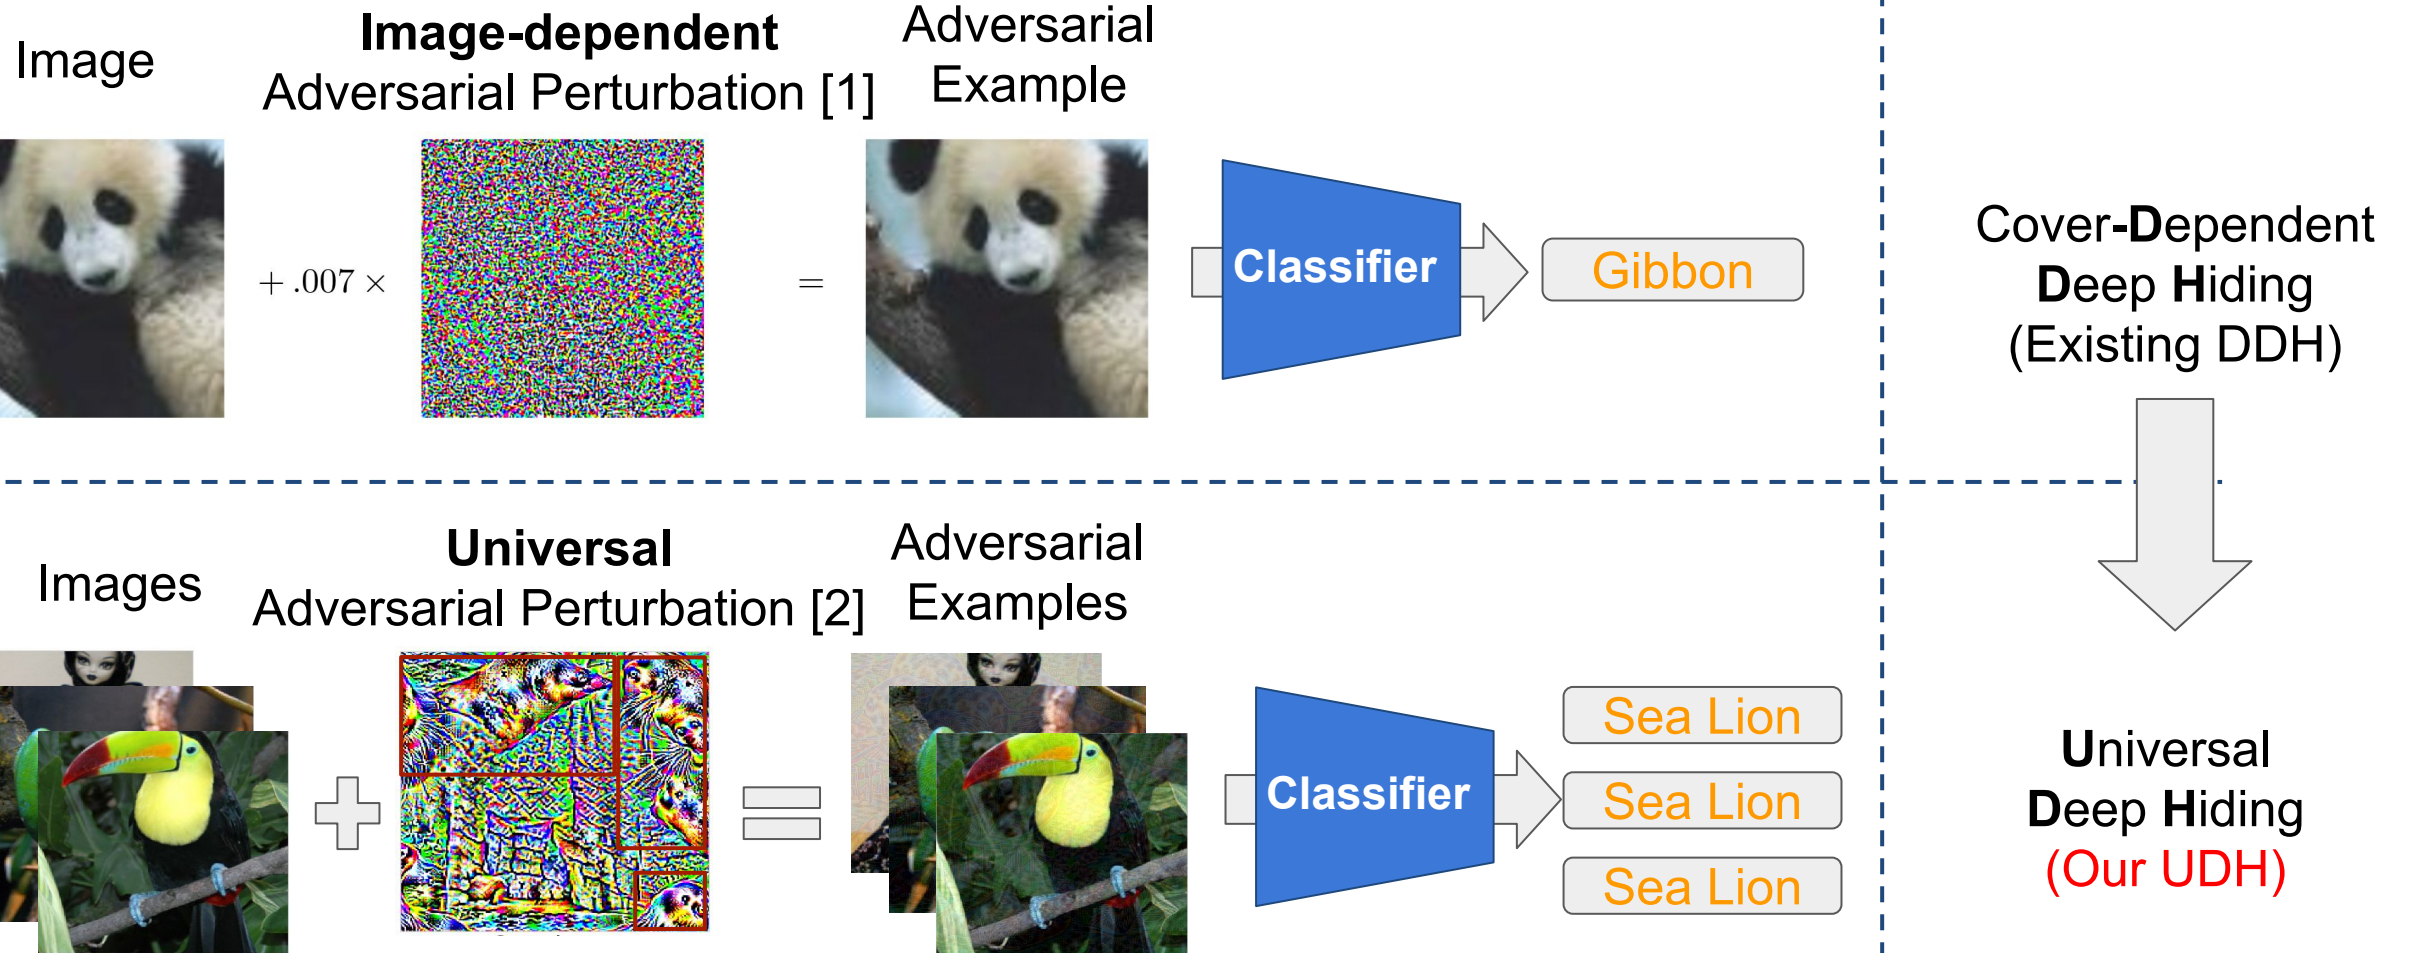 Image
Image-dependent
Adversarial Perturbation [1]
Adversarial
Example
+ .007 ×
=
Classifier
Gibbon
Cover-Dependent
Deep Hiding
(Existing DDH)
Images
Universal
Adversarial Perturbation [2]
Adversarial
Examples
Classifier
Sea Lion
Sea Lion
Sea Lion
Universal
Deep Hiding
(Our UDH)